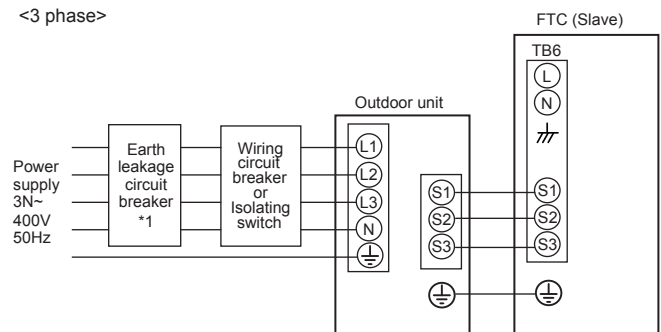 <3 phase>
FTC (Slave)
TB6
L
N
Outdoor unit
Power
supply
3N~
400V
50Hz
Earth
leakage
circuit
breaker
*1
Wiring
circuit
breaker
or
Isolating
switch
L1
L2
L3
N
S1
S2
S3
S1
S2
S3